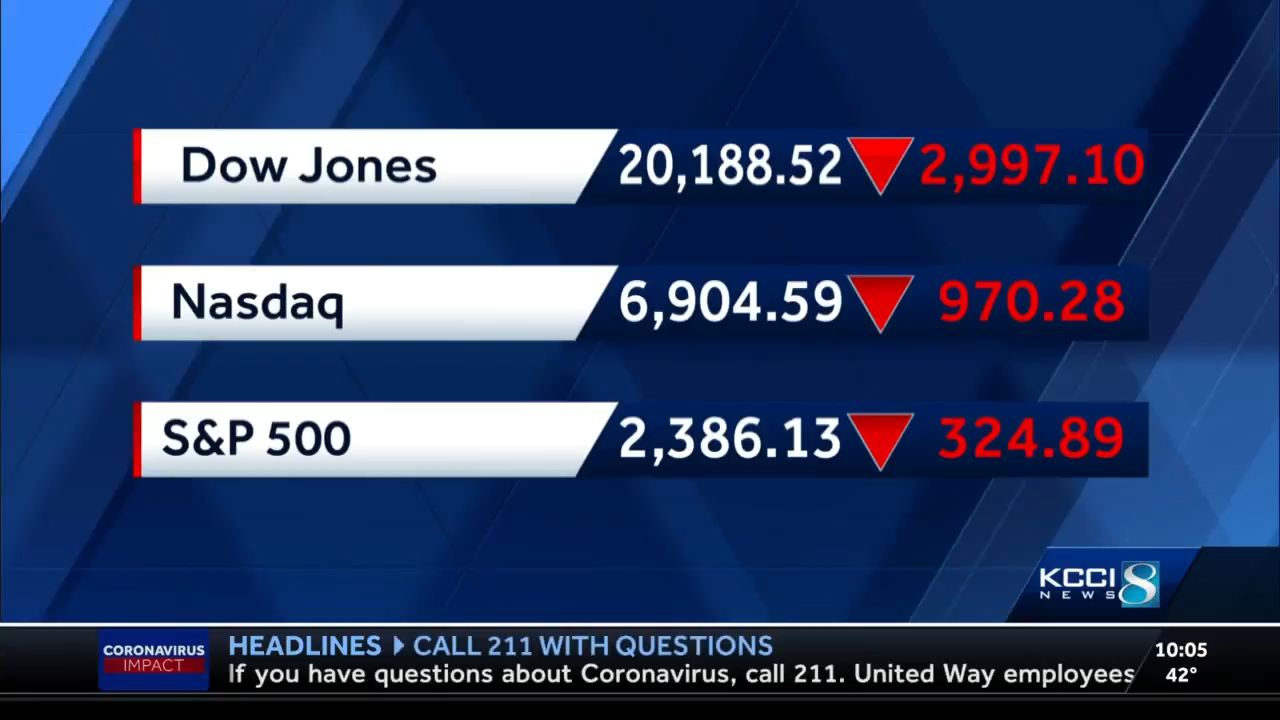 Dow Jones 20,188.52 2,997.10
Nasdaq 6,904.59 970.28
S&P 500 2,386.13 324.89
KCCI 8
NEWS
CORONAVIRUS
IMPACT
HEADLINES CALL 211 WITH QUESTIONS
If you have questions about Coronavirus, call 211. United Way employees
10:05
42°